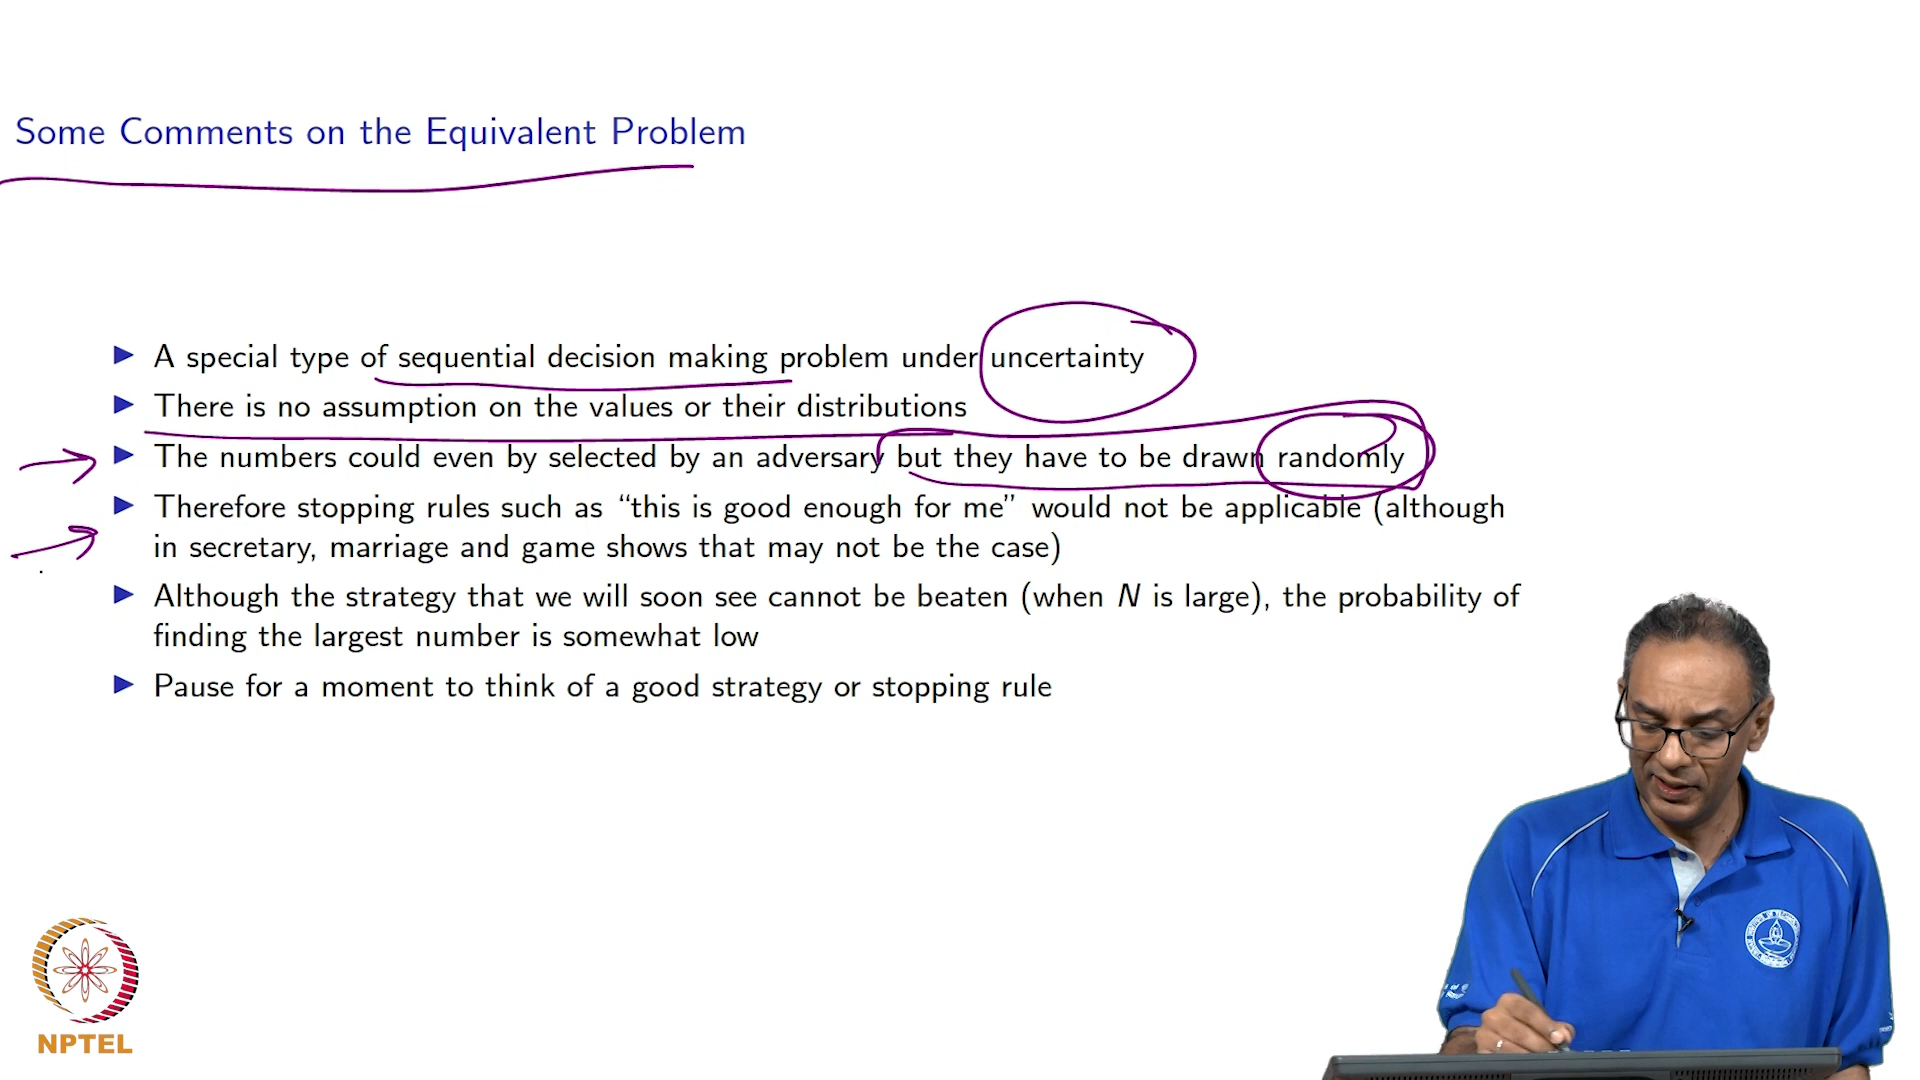 Some Comments on the Equivalent Problem
▶ A special type of sequential decision making problem under uncertainty
▶ There is no assumption on the values or their distributions
▶ The numbers could even by selected by an adversary but they have to be drawn randomly
▶ Therefore stopping rules such as “this is good enough for me” would not be applicable (although
in secretary, marriage and game shows that may not be the case)
▶ Although the strategy that we will soon see cannot be beaten (when N is large), the probability of
finding the largest number is somewhat low
▶ Pause for a moment to think of a good strategy or stopping rule
NPTEL